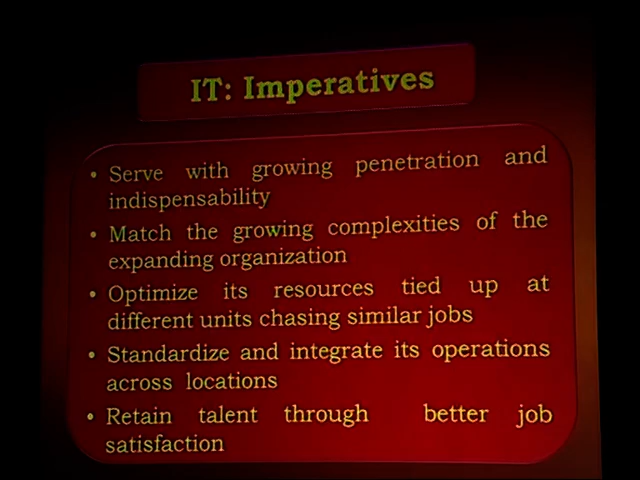 IT: Imperatives
• Serve with growing penetration and
indispensability
• Match the growing complexities of the
expanding organization
• Optimize its resources tied up at
different units chasing similar jobs
• Standardize and integrate its operations
across locations
• Retain talent through better job
satisfaction